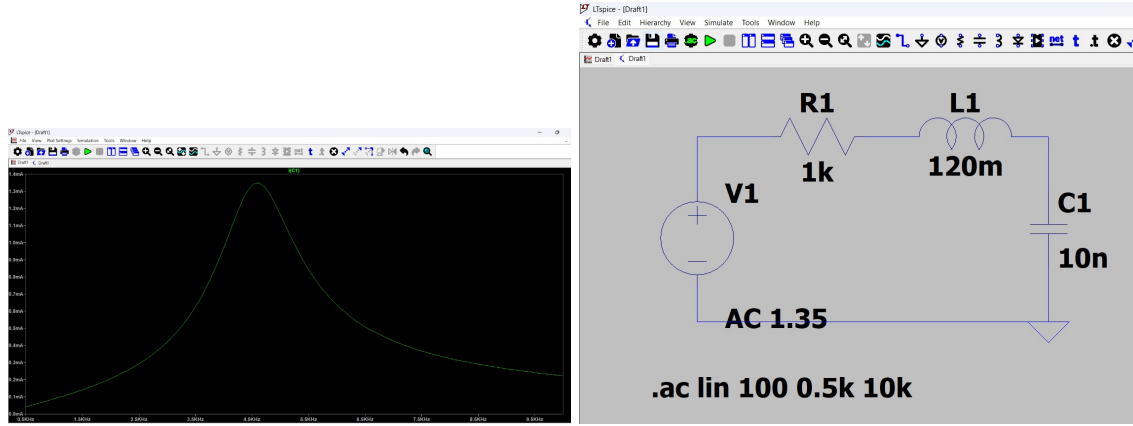 LTspice - [Draft1]
File View Plot Settings Simulation Tools Window Help
Draft1 Draft1
I(C1)
1.4mA
1.3mA
1.2mA
1.1mA
1.0mA
0.9mA
0.8mA
0.7mA
0.6mA
0.5mA
0.4mA
0.3mA
0.2mA
0.1mA
0.0mA
0.5KHz 1.5KHz 2.5KHz 3.5KHz 4.5KHz 5.5KHz 6.5KHz 7.5KHz 8.5KHz 9.5KHz
LTspice - [Draft1]
File Edit Hierarchy View Simulate Tools Window Help
.ac net t .t
Draft1 Draft1
R1 L1
1k 120m
V1
C1
10n
AC 1.35
.ac lin 100 0.5k 10k